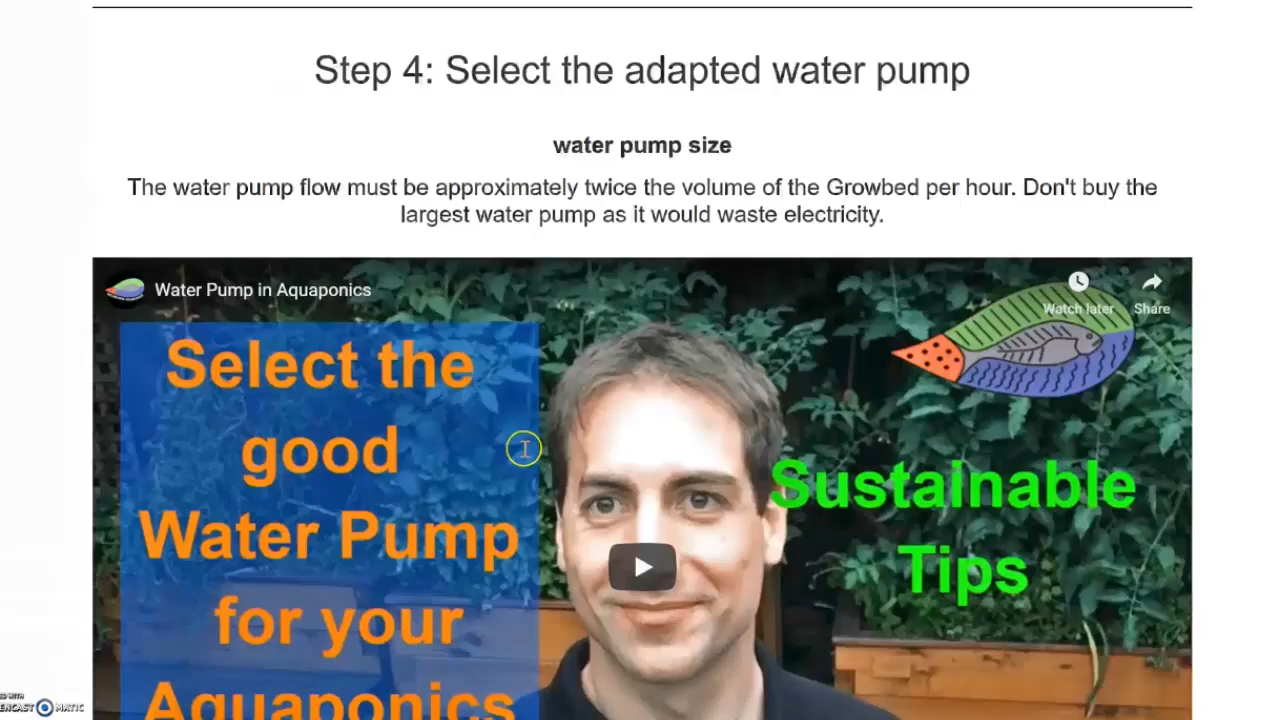 Step 4: Select the adapted water pump
water pump size
The water pump flow must be approximately twice the volume of the Growbed per hour. Don't buy the
largest water pump as it would waste electricity.
Water Pump in Aquaponics
Watch later
Share
Select the
good
Water Pump
for your
Aquaponics
Sustainable
Tips
MATIC